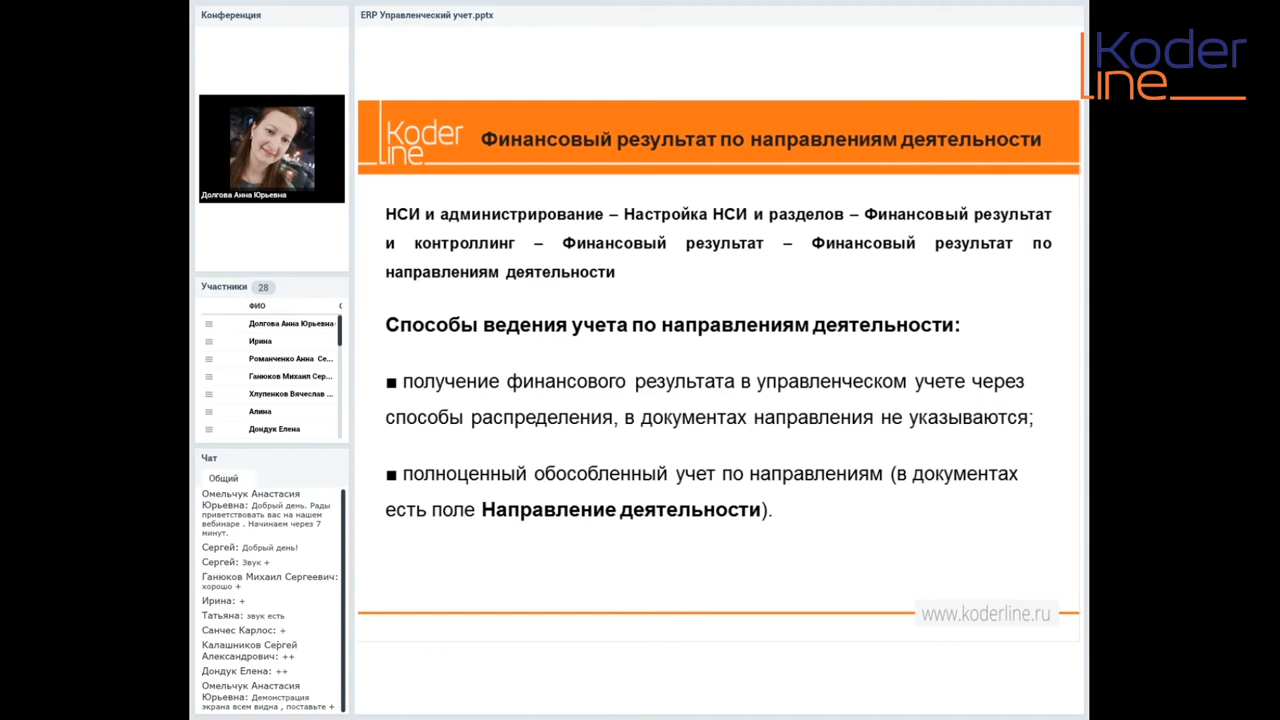 Конференция
Долгова Анна Юрьевна
Участники 28
ФИО
Долгова Анна Юрьевна
Ирина
Романченко Анна Се...
Ганюков Михаил Сер...
Хлупенков Вячеслав ...
Алина
Дондук Елена
Чат
Общий
Омельчук Анастасия
Юрьевна: Добрый день. Рады
приветствовать вас на нашем
вебинаре . Начинаем через 7
минут.
Сергей: Добрый день!
Сергей: Звук +
Ганюков Михаил Сергеевич:
хорошо +
Ирина: +
Татьяна: звук есть
Санчес Карлос: +
Калашников Сергей
Александрович: ++
Дондук Елена: ++
Омельчук Анастасия
Юрьевна: Демонстрация
экрана всем видна , поставьте +
ERP Управленческий учет.pptx
Koder
line
Koder
line
Финансовый результат по направлениям деятельности
НСИ и администрирование – Настройка НСИ и разделов – Финансовый результат
и контроллинг – Финансовый результат – Финансовый результат по
направлениям деятельности
Способы ведения учета по направлениям деятельности:
■ получение финансового результата в управленческом учете через
способы распределения, в документах направления не указываются;
■ полноценный обособленный учет по направлениям (в документах
есть поле Направление деятельности).
www.koderline.ru